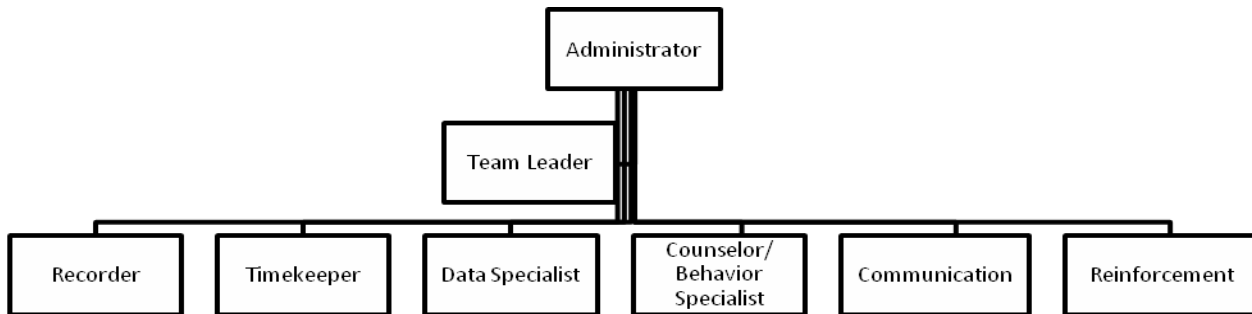 Administrator
Team Leader
Recorder
Timekeeper
Data Specialist
Counselor/
Behavior
Specialist
Communication
Reinforcement